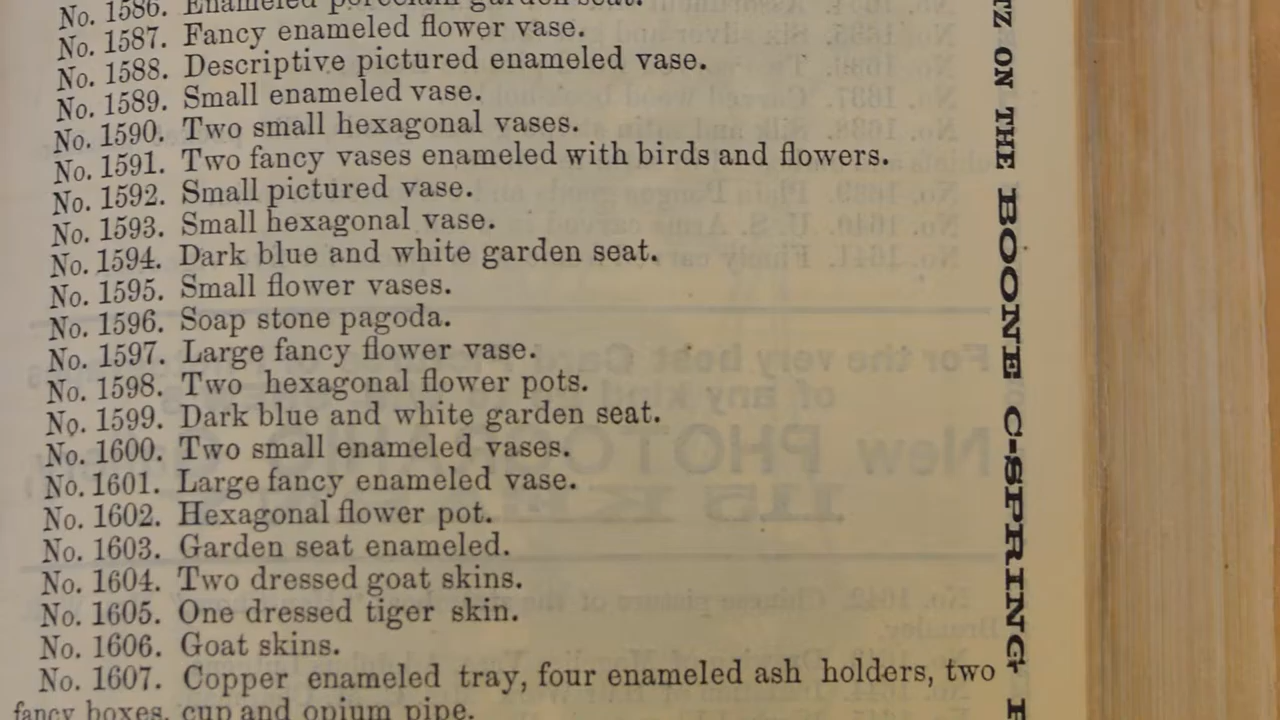 No. 1586. Enameled porcelain garden seat.
No. 1587. Fancy enameled flower vase.
No. 1588. Descriptive pictured enameled vase.
No. 1589. Small enameled vase.
No. 1590. Two small hexagonal vases.
No. 1591. Two fancy vases enameled with birds and flowers.
No. 1592. Small pictured vase.
No. 1593. Small hexagonal vase.
No. 1594. Dark blue and white garden seat.
No. 1595. Small flower vases.
No. 1596. Soap stone pagoda.
No. 1597. Large fancy flower vase.
No. 1598. Two hexagonal flower pots.
No. 1599. Dark blue and white garden seat.
No. 1600. Two small enameled vases.
No. 1601. Large fancy enameled vase.
No. 1602. Hexagonal flower pot.
No. 1603. Garden seat enameled.
No. 1604. Two dressed goat skins.
No. 1605. One dressed tiger skin.
No. 1606. Goat skins.
No. 1607. Copper enameled tray, four enameled ash holders, two
fancy boxes, cup and opium pipe.
TZ ON THE BOONE C-SPRING